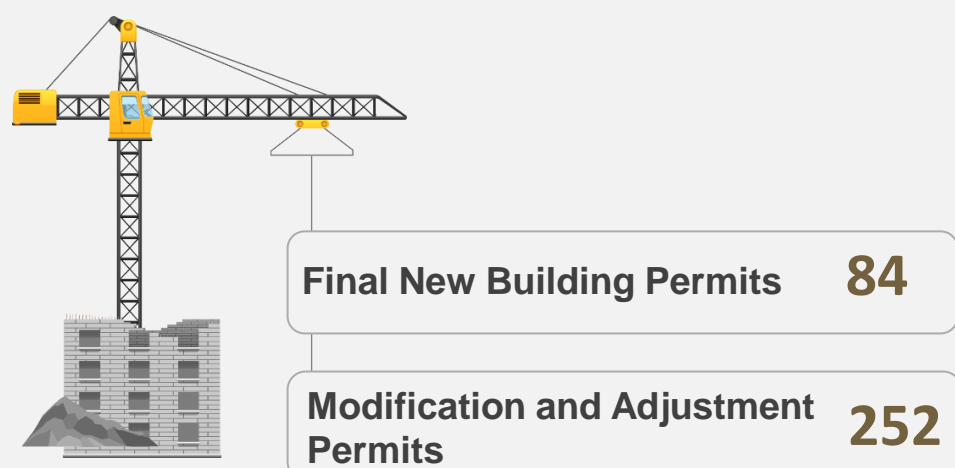 Final New Building Permits 84
Modification and Adjustment
Permits 252